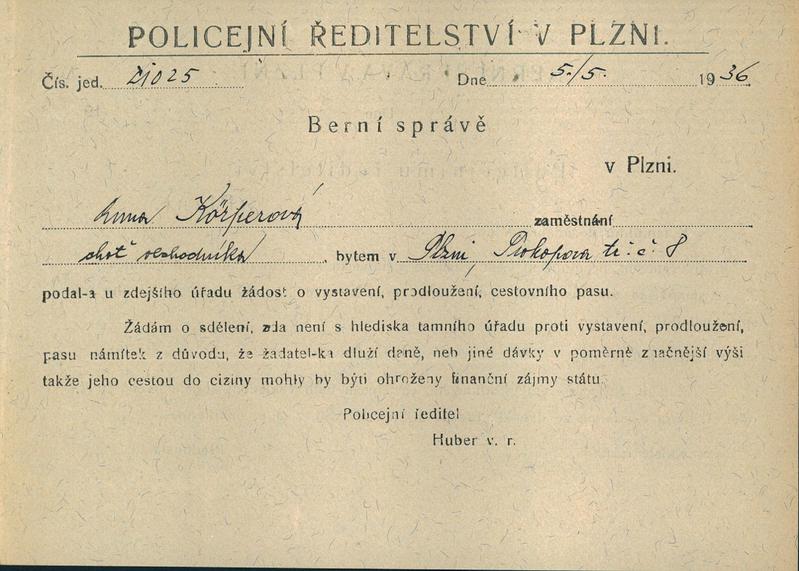 POLICEJNÍ ŘEDITELSTVÍ V PLZNI.
Čís. jed. 21025 Dne 5./5. 1936
Berní správě
v Plzni.
Anna Körperová zaměstnání
choť obchodníka, bytem v Plzni, Prokopova tř. č. 8
podal-a u zdejšího úřadu žádost o vystavení, prodloužení, cestovního pasu.
Žádám o sdělení, zda není s hlediska tamního úřadu proti vystavení, prodloužení,
pasu námitek z důvodu, že žadatel-ka dluží daně, neb jiné dávky v poměrně značnější výši
takže jeho cestou do ciziny mohly by býti ohroženy finanční zájmy státu.
Policejní ředitel
Huber v. r.